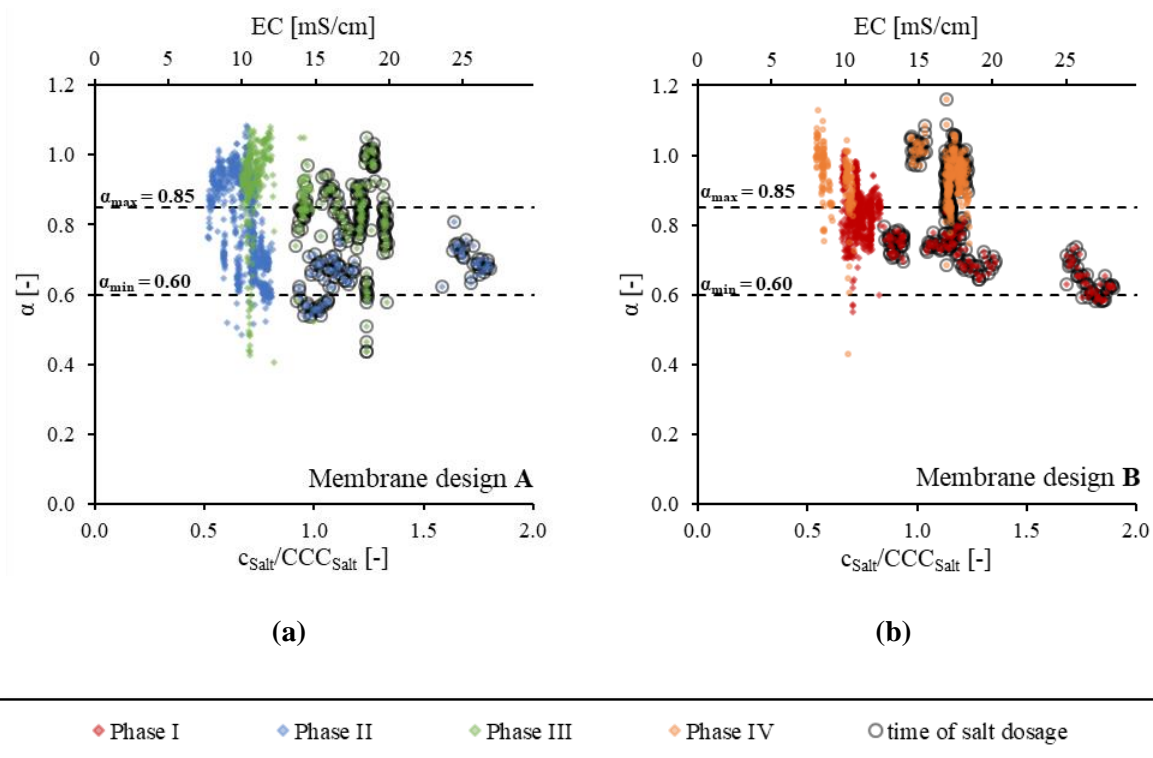 EC [mS/cm]
0 5 10 15 20 25
1.2
1.0
0.8
0.6
0.4
0.2
0.0
α [-]
αmax = 0.85
αmin = 0.60
Membrane design A
0.0 0.5 1.0 1.5 2.0
cSalt/CCCSalt [-]
(a)
EC [mS/cm]
0 5 10 15 20 25
1.2
1.0
0.8
0.6
0.4
0.2
0.0
α [-]
αmax = 0.85
αmin = 0.60
Membrane design B
0.0 0.5 1.0 1.5 2.0
cSalt/CCCSalt [-]
(b)
Phase I Phase II Phase III Phase IV time of salt dosage